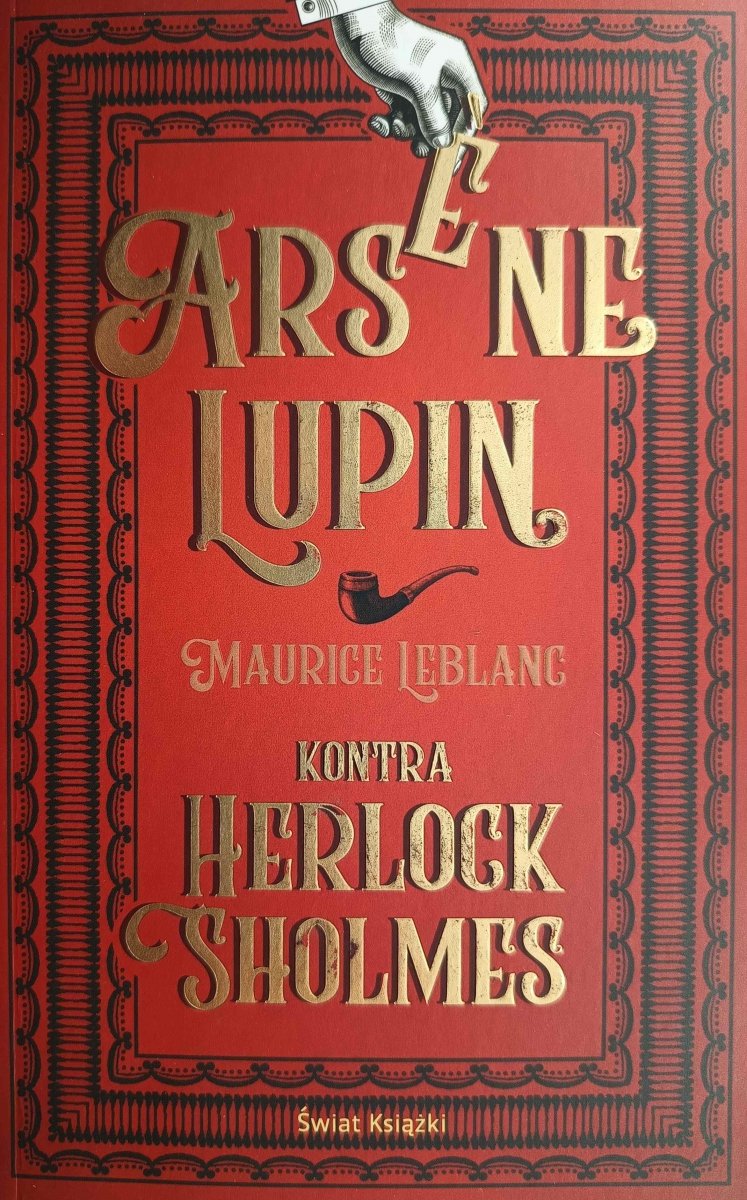 ARSÈNE
LUPIN
MAURICE LEBLANC
KONTRA
HERLOCK
SHOLMES
Świat Książki